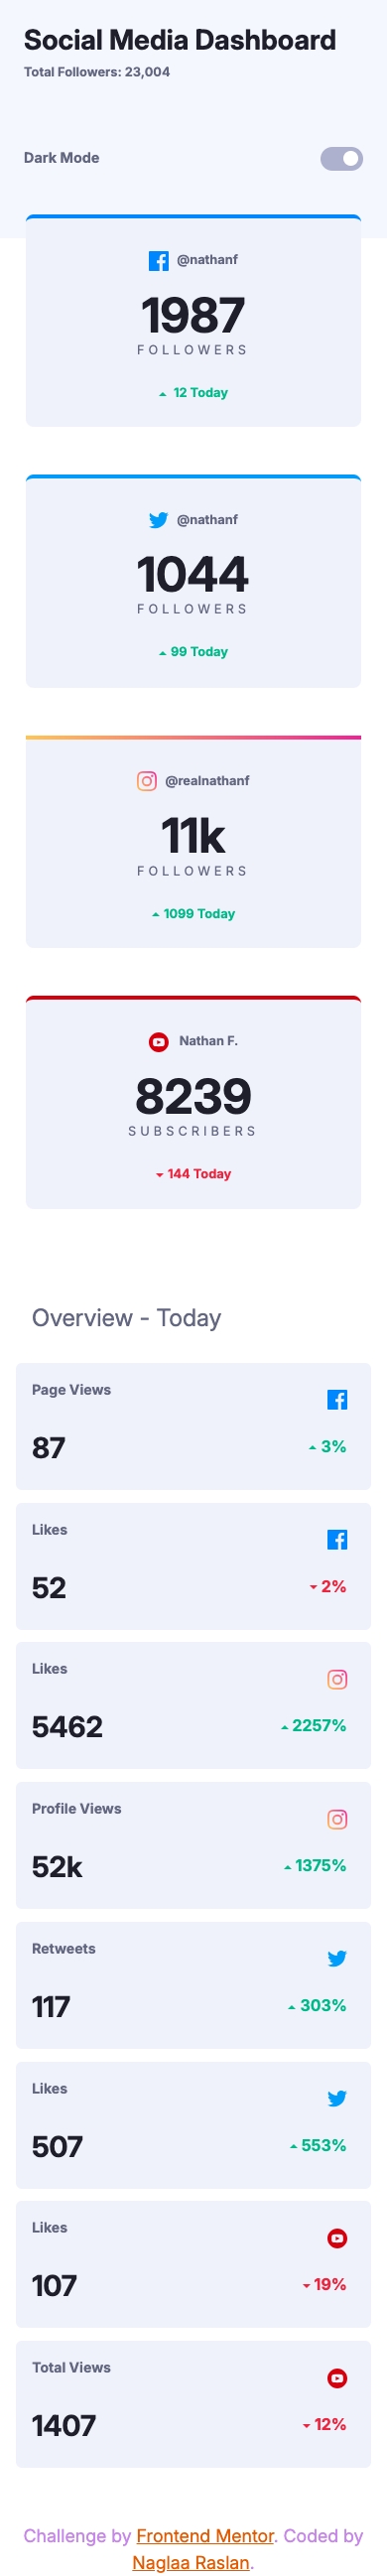 Social Media Dashboard
Total Followers: 23,004
Dark Mode
@nathanf
1987
FOLLOWERS
12 Today
@nathanf
1044
FOLLOWERS
99 Today
@realnathanf
11k
FOLLOWERS
1099 Today
Nathan F.
8239
SUBSCRIBERS
144 Today
Overview - Today
Page Views
87
3%
Likes
52
2%
Likes
5462
2257%
Profile Views
52k
1375%
Retweets
117
303%
Likes
507
553%
Likes
107
19%
Total Views
1407
12%
Challenge by Frontend Mentor. Coded by
Naglaa Raslan.